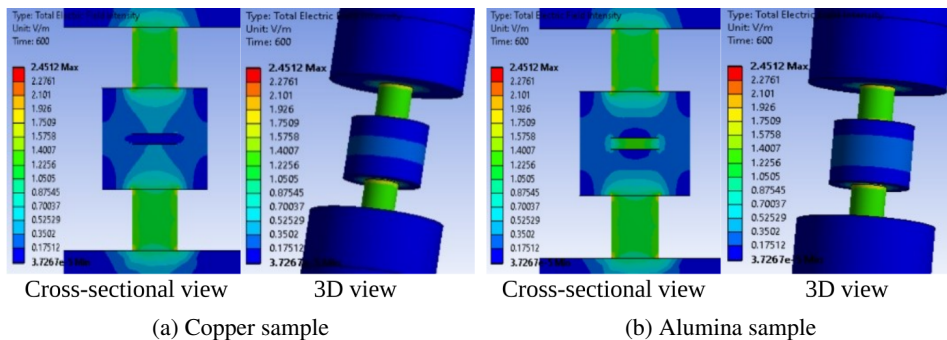 Type: Total Electric Field Intensity
Unit: V/m
Time: 600
2.4512 Max
2.2761
2.101
1.926
1.7509
1.5758
1.4007
1.2256
1.0505
0.87545
0.70037
0.52529
0.3502
0.17512
Type: Total Electric
Unit: V/m
Time: 600
2.4512 Max
2.2761
2.101
1.926
1.7509
1.5758
1.4007
1.2256
1.0505
0.87545
0.70037
0.52529
0.3502
0.17512
Type: Total Electric Field Intensity
Unit: V/m
Time: 600
2.4512 Max
2.2761
2.101
1.926
1.7509
1.5758
1.4007
1.2256
1.0505
0.87545
0.70037
0.52529
0.3502
0.17512
Type: Total Electric
Unit: V/m
Time: 600
2.4512 Max
2.2761
2.101
1.926
1.7509
1.5758
1.4007
1.2256
1.0505
0.87545
0.70037
0.52529
0.3502
0.17512
Cross-sectional view
3D view
Cross-sectional view
3D view
(a) Copper sample
(b) Alumina sample